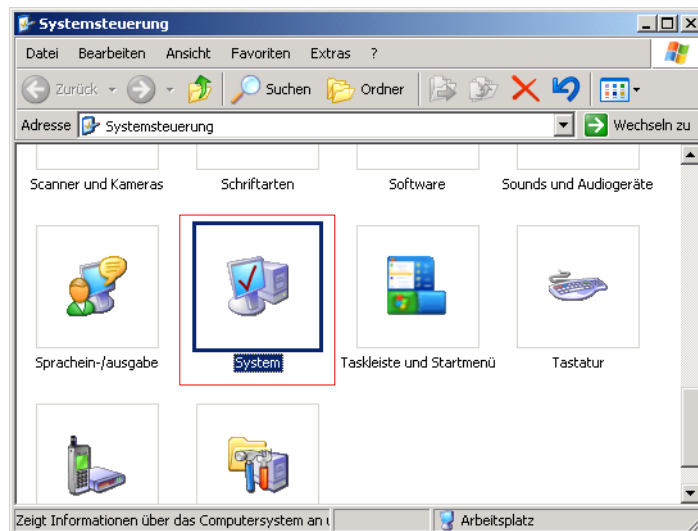 Systemsteuerung
Datei Bearbeiten Ansicht Favoriten Extras ?
Zurück Suchen Ordner
Adresse Systemsteuerung Wechseln zu
Scanner und Kameras Schriftarten Software Sounds und Audiogeräte
Sprachein-/ausgabe System Taskleiste und Startmenü Tastatur
Zeigt Informationen über das Computersystem an Arbeitsplatz